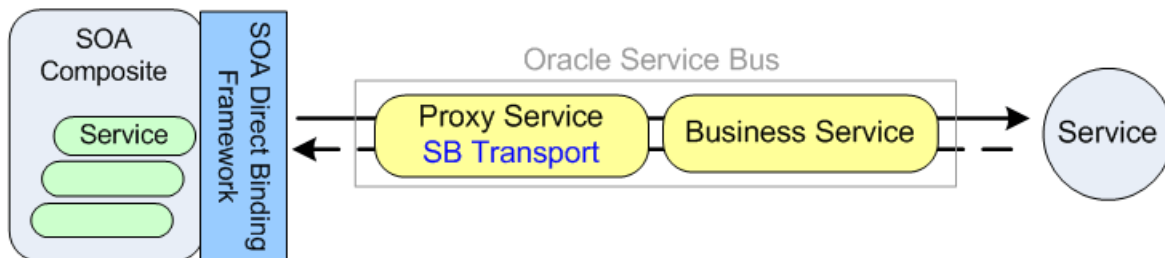 SOA
Composite
Service
SOA Direct Binding
Framework
Oracle Service Bus
Proxy Service
SB Transport
Business Service
Service